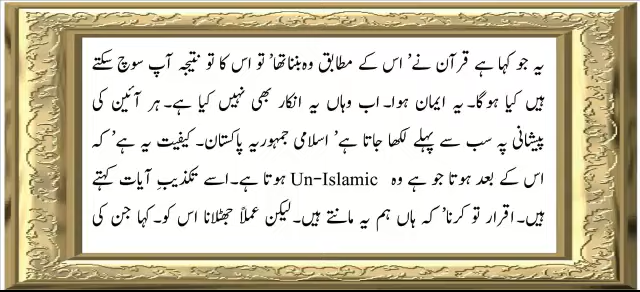 یہ جو کہا ہے قرآن نے’ اس کے مطابق وہ بننا تھا’ تو اس کا تو نتیجہ آپ سوچ سکتے
ہیں کیا ہو گا۔ یہ ایمان ہوا۔ اب وہاں یہ انکار بھی نہیں کیا ہے۔ ہر آئین کی
پیشانی پہ سب سے پہلے لکھا جاتا ہے’ اسلامی جمہوریہ پاکستان۔ کیفیت یہ ہے’ کہ
اس کے بعد ہوتا جو ہے وہ Un-Islamic ہوتا ہے۔ اسے تکذیبِ آیات کہتے
ہیں۔ اقرار تو کرنا’ کہ ہاں ہم یہ مانتے ہیں۔ لیکن عملاً جھٹلانا اس کو۔ کہا جن کی